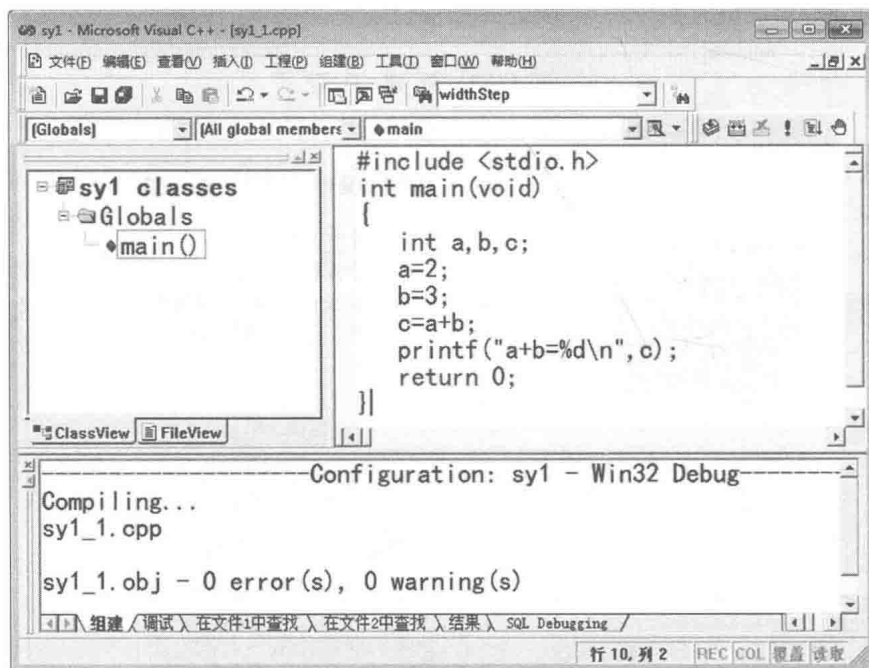 sy1 - Microsoft Visual C++ - [sy1_1.cpp]
文件(F) 编辑(E) 查看(V) 插入(I) 工程(P) 组建(B) 工具(T) 窗口(W) 帮助(H)
widthStep
(Globals) (All global members main
sy1 classes
Globals
main()
ClassView FileView
#include <stdio.h>
int main(void)
{
int a,b,c;
a=2;
b=3;
c=a+b;
printf("a+b=%d\n",c);
return 0;
}
--------------------Configuration: sy1 - Win32 Debug--------------------
Compiling...
sy1_1.cpp
sy1_1.obj - 0 error(s), 0 warning(s)
组建 调试 在文件1中查找 在文件2中查找 结果 SQL Debugging
行 10, 列 2 REC COL 覆盖 读取